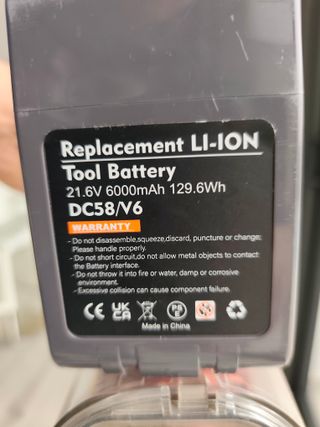 Replacement LI-ION
Tool Battery
21.6V 6000mAh 129.6Wh
DC58/V6
WARRANTY
- Do not disassemble,squeeze,discard, puncture or change;
Please handle properly.
- Do not short circuit,do not allow metal objects to contact
the Battery interface.
- Do not throw it into fire or water, damp or corrosive
environment.
- Excessive collision can cause component failure.
CE UK CA
Made in China